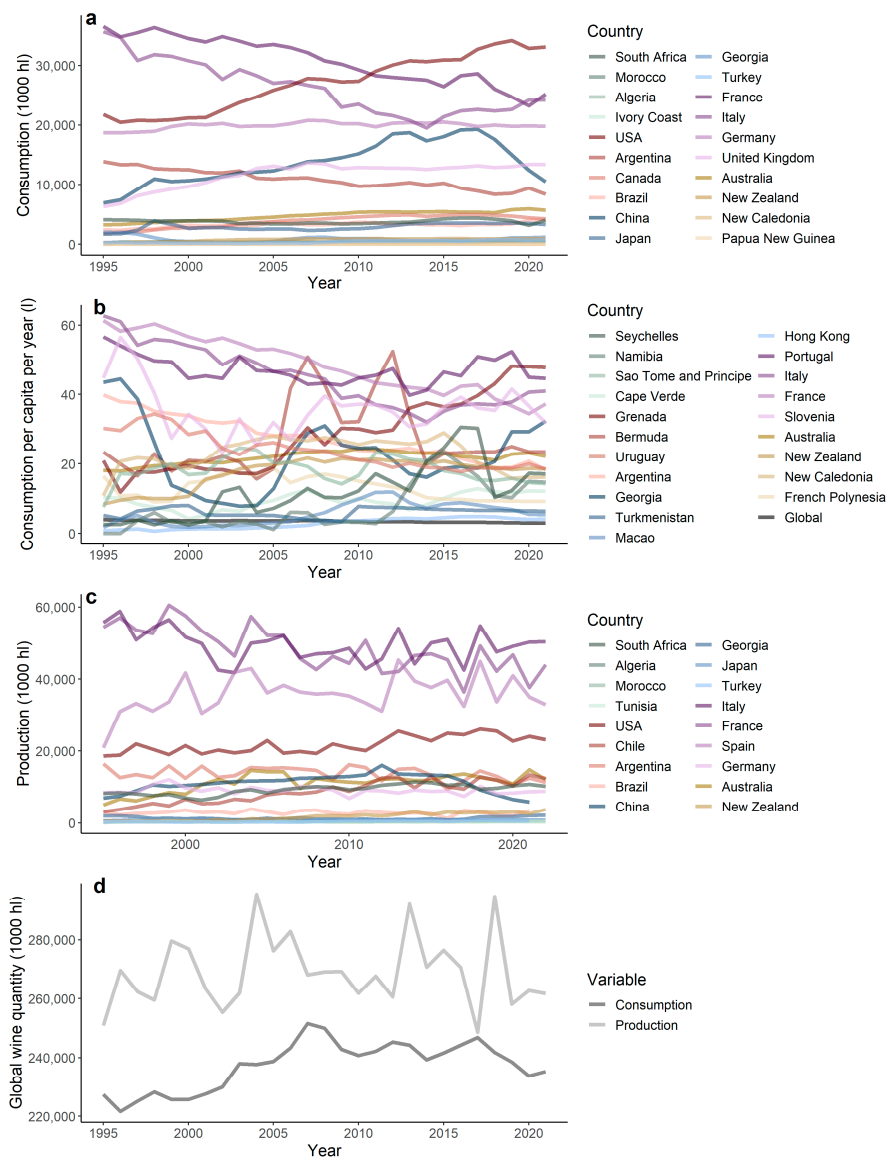 a
Consumption (1000 hl)
30,000
20,000
10,000
0
1995 2000 2005 2010 2015 2020
Year
Country
South Africa Georgia
Morocco Turkey
Algeria France
Ivory Coast Italy
USA Germany
Argentina United Kingdom
Canada Australia
Brazil New Zealand
China New Caledonia
Japan Papua New Guinea
b
Consumption per capita per year (l)
60
40
20
0
1995 2000 2005 2010 2015 2020
Year
Country
Seychelles Hong Kong
Namibia Portugal
Sao Tome and Principe Italy
Cape Verde France
Grenada Slovenia
Bermuda Australia
Uruguay New Zealand
Argentina New Caledonia
Georgia French Polynesia
Turkmenistan Global
Macao
c
Production (1000 hl)
60,000
40,000
20,000
0
2000 2010 2020
Year
Country
South Africa Georgia
Algeria Japan
Morocco Turkey
Tunisia Italy
USA France
Chile Spain
Argentina Germany
Brazil Australia
China New Zealand
d
Global wine quantity (1000 hl)
280,000
260,000
240,000
220,000
1995 2000 2005 2010 2015 2020
Year
Variable
Consumption
Production